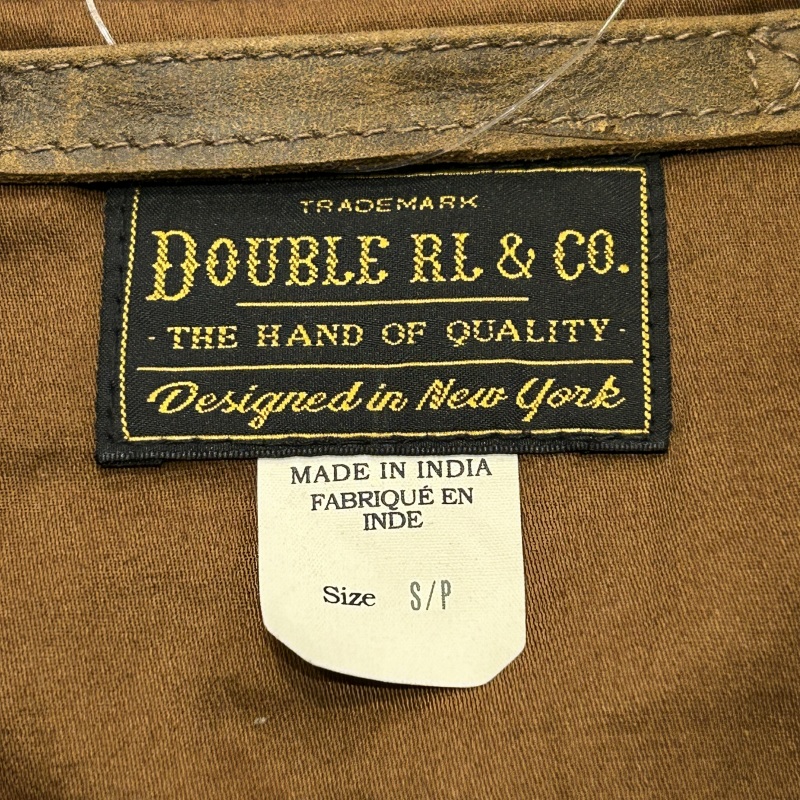 TRADEMARK
DOUBLE RL & CO.
- THE HAND OF QUALITY -
Designed in New York
MADE IN INDIA
FABRIQUÉ EN
INDE
Size S/P